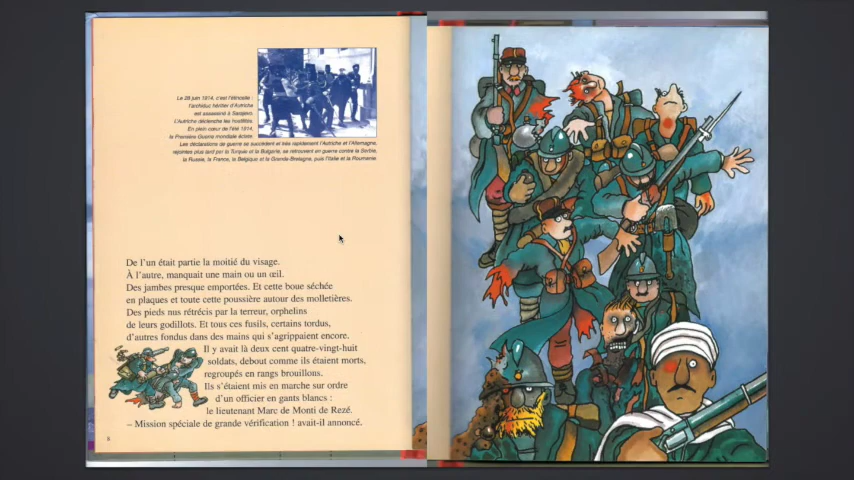 Le 28 juin 1914, c'est l'étincelle :
l'archiduc héritier d'Autriche
est assassiné à Sarajevo.
L'Autriche déclenche les hostilités.
En plein cœur de l'été 1914,
la Première Guerre mondiale éclate.
Les déclarations de guerre se succèdent et très rapidement l'Autriche et l'Allemagne,
rejointes plus tard par la Turquie et la Bulgarie, se retrouvent en guerre contre la Serbie,
la Russie, la France, la Belgique et la Grande-Bretagne, puis l'Italie et la Roumanie.
De l'un était partie la moitié du visage.
À l'autre, manquait une main ou un œil.
Des jambes presque emportées. Et cette boue séchée
en plaques et toute cette poussière autour des molletières.
Des pieds nus rétrécis par la terreur, orphelins
de leurs godillots. Et tous ces fusils, certains tordus,
d'autres fondus dans des mains qui s'agrippaient encore.
Il y avait là deux cent quatre-vingt-huit
soldats, debout comme ils étaient morts,
regroupés en rangs brouillons.
Ils s'étaient mis en marche sur ordre
d'un officier en gants blancs :
le lieutenant Marc de Monti de Rezé.
– Mission spéciale de grande vérification ! avait-il annoncé.